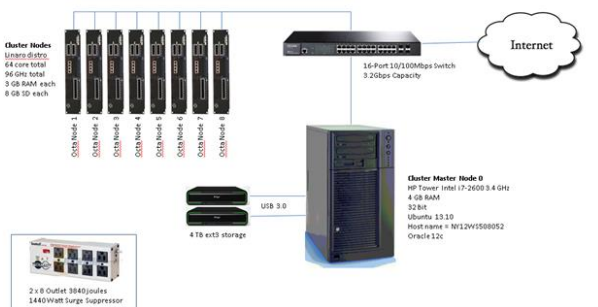 Cluster Nodes
Linaro distro
64 core total
96 GHz total
3 GB RAM each
8 GB SD each
Octa Node 1
Octa Node 2
Octa Node 3
Octa Node 4
Octa Node 5
Octa Node 6
Octa Node 7
Octa Node 8
16-Port 10/100Mbps Switch
3.2Gbps Capacity
Internet
Cluster Master Node 0
HP Tower Intel i7-2600 3.4 GHz
4 GB RAM
32 Bit
Ubuntu 13.10
Host name = NY12WS588052
Oracle 12c
USB 3.0
4 TB ext3 storage
2 x 8 Outlet 3840 joules
1440 Watt Surge Suppressor